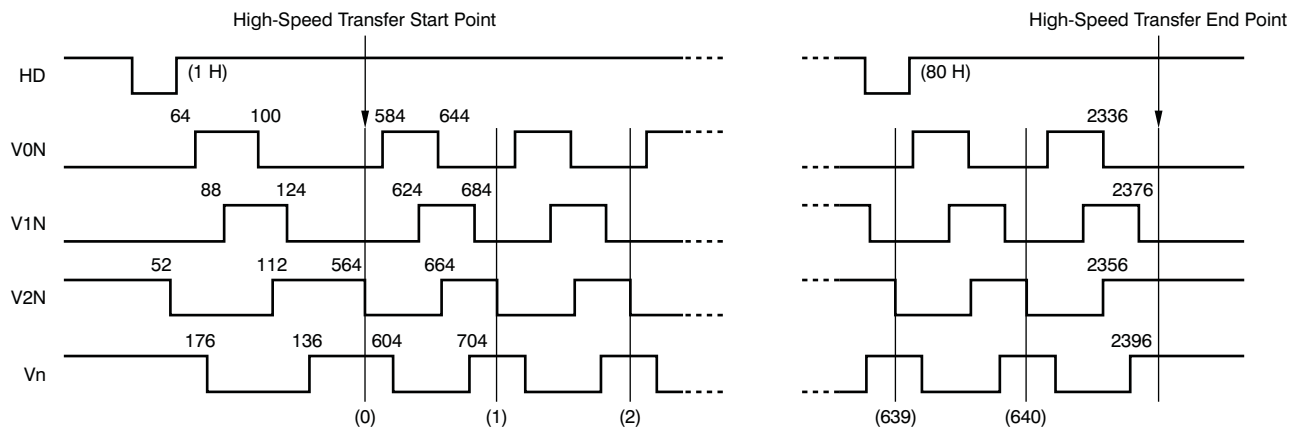 High-Speed Transfer Start Point
High-Speed Transfer End Point
HD
(1 H)
(80 H)
V0N
64
100
584
644
2336
V1N
88
124
624
684
2376
V2N
52
112
564
664
2356
Vn
176
136
604
704
2396
(0)
(1)
(2)
(639)
(640)